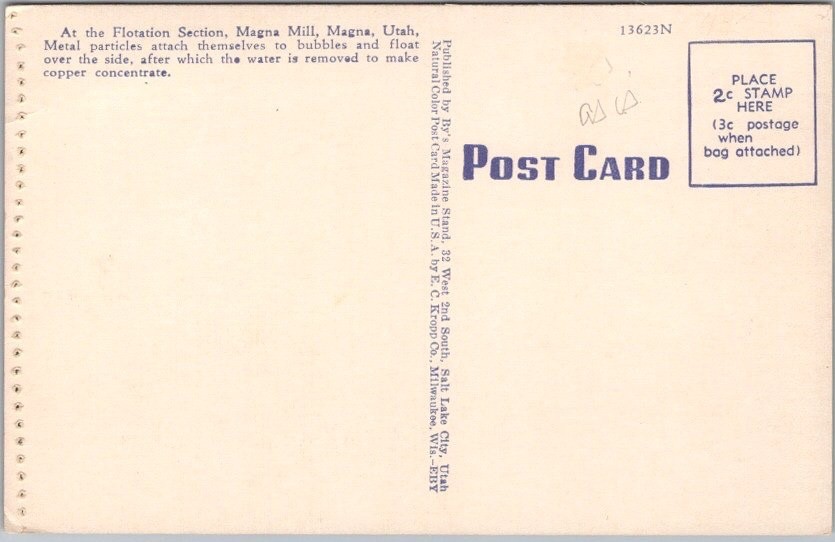 At the Flotation Section, Magna Mill, Magna, Utah,
Metal particles attach themselves to bubbles and float
over the side, after which the water is removed to make
copper concentrate.
Published by Ry's Magazine Stand, 32 West 2nd South, Salt Lake City, Utah
Natural Color Post Card Made in U.S.A. by E. C. Kropp Co., Milwaukee, Wis.-EBY
13623N
POST CARD
PLACE
2c STAMP
HERE
(3c postage
when
bag attached)